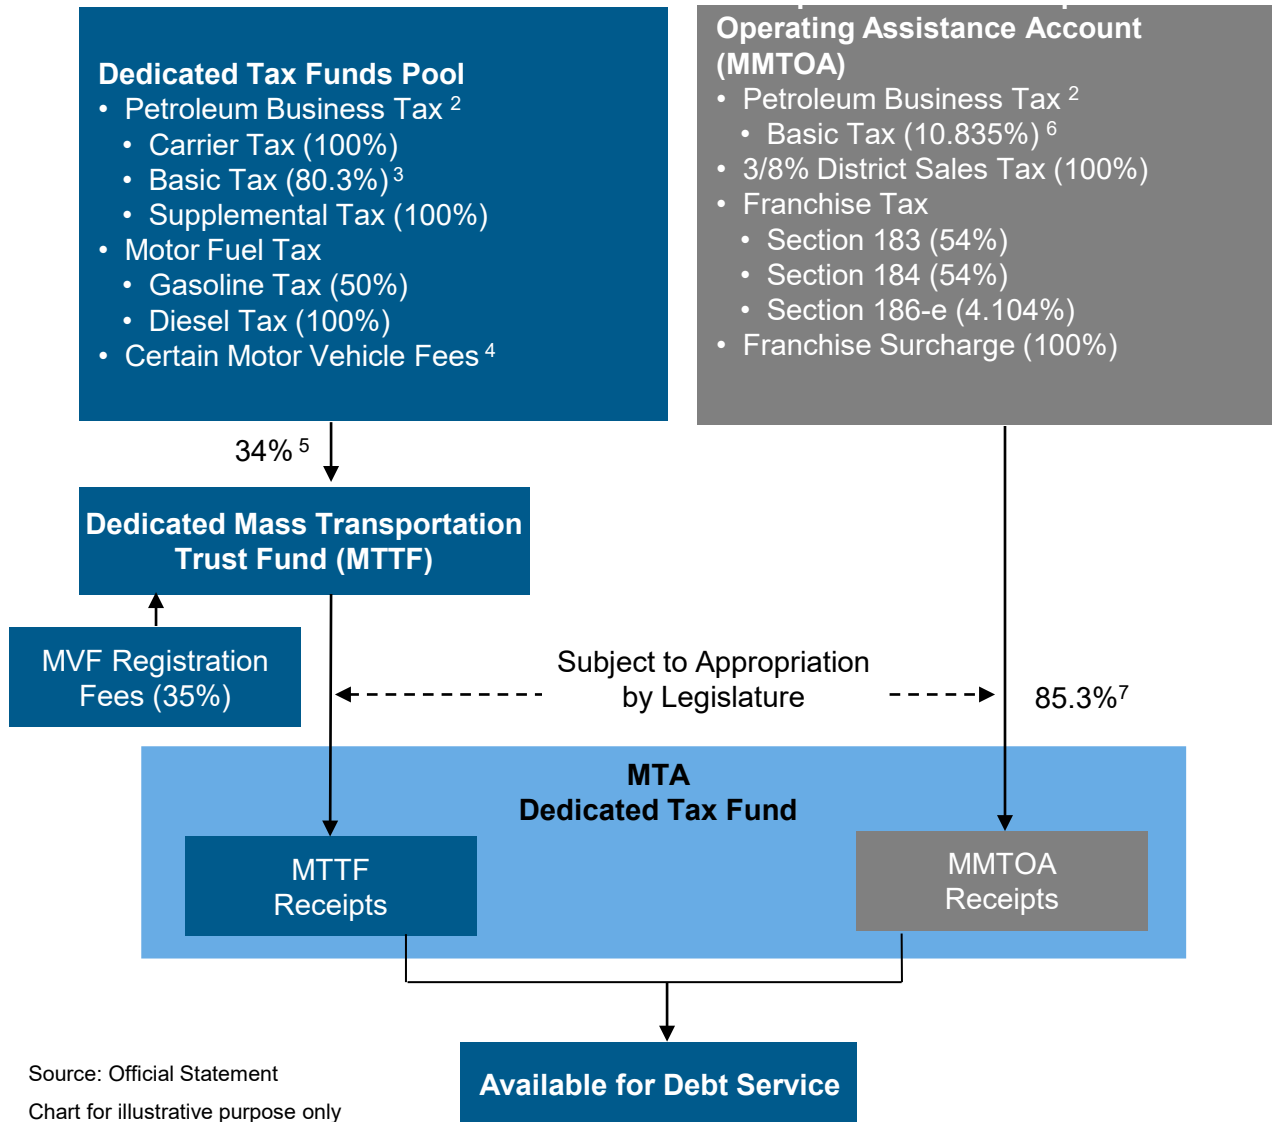 Dedicated Tax Funds Pool
• Petroleum Business Tax 2
• Carrier Tax (100%)
• Basic Tax (80.3%) 3
• Supplemental Tax (100%)
• Motor Fuel Tax
• Gasoline Tax (50%)
• Diesel Tax (100%)
• Certain Motor Vehicle Fees 4
Operating Assistance Account
(MMTOA)
• Petroleum Business Tax 2
• Basic Tax (10.835%) 6
• 3/8% District Sales Tax (100%)
• Franchise Tax
• Section 183 (54%)
• Section 184 (54%)
• Section 186-e (4.104%)
• Franchise Surcharge (100%)
34% 5
Dedicated Mass Transportation
Trust Fund (MTTF)
MVF Registration
Fees (35%)
Subject to Appropriation
by Legislature
85.3%7
MTA
Dedicated Tax Fund
MTTF
Receipts
MMTOA
Receipts
Available for Debt Service
Source: Official Statement
Chart for illustrative purpose only